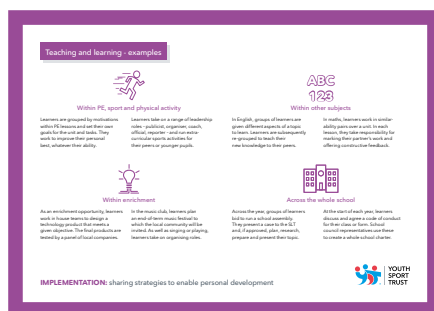 Teaching and learning - examples
Within PE, sport and physical activity
Learners are grouped by motivations
within PE lessons and set their own
goals for the unit and tasks. They
work to improve their personal
best, whatever their ability.
Learners take on a range of leadership
roles - publicist, organiser, coach,
official, reporter - and run extra-
curricular sports activities for
their peers or younger pupils.
ABC
123
Within other subjects
In English, groups of learners are
given different aspects of a topic
to learn. Learners are subsequently
re-grouped to teach their
new knowledge to their peers.
In maths, learners work in similar-
ability pairs over a unit. In each
lesson, they take responsibility for
marking their partner's work and
offering constructive feedback.
Within enrichment
As an enrichment opportunity, learners
work in house teams to design a
technology product that meets a
given objective. The final products are
tested by a panel of local companies.
In the music club, learners plan
an end-of-term music festival to
which the local community will be
invited. As well as singing or playing,
learners take on organising roles.
Across the whole school
Across the year, groups of learners
bid to run a school assembly.
They present a case to the SLT
and, if approved, plan, research,
prepare and present their topic.
At the start of each year, learners
discuss and agree a code of conduct
for their class or form. School
council representatives use these
to create a whole school charter.
IMPLEMENTATION: sharing strategies to enable personal development
YOUTH
SPORT
TRUST